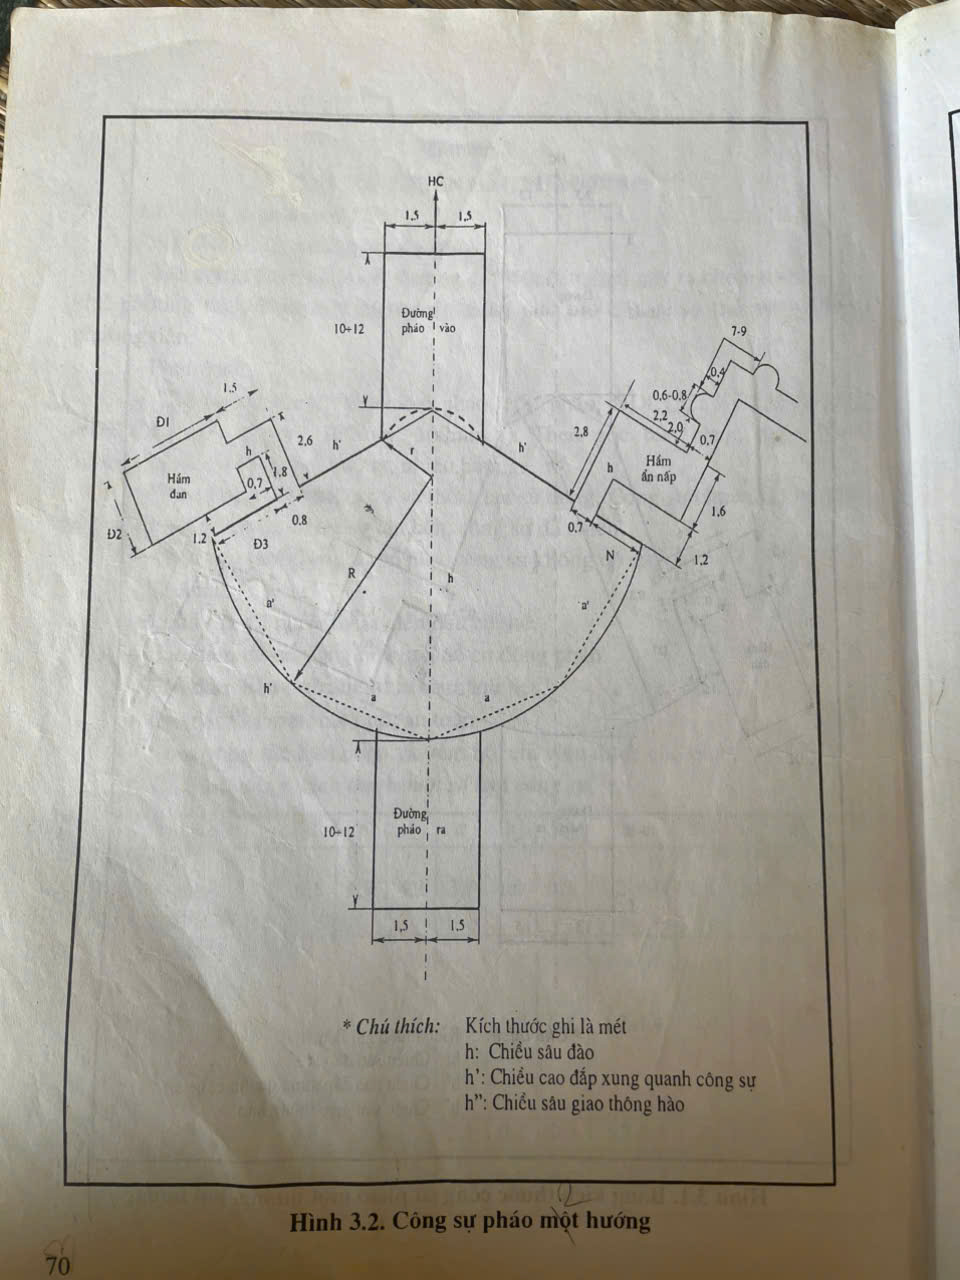 HC
1,5 1,5
Đường pháo vào
10÷12
7-9
0,4
0,6-0,8
2,2
2,0
0,7
2,8
h
Hầm ẩn nấp
1,6
0,7
N
1,2
1.5
Đ1
2,6
h'
h'
r
h
1.8
Hầm đạn
0,7
0.8
Đ2
1.2
Đ3
R
h
a'
a'
h'
a
a
Đường pháo ra
10÷12
1,5 1,5
* Chú thích: Kích thước ghi là mét
h: Chiều sâu đào
h': Chiều cao đắp xung quanh công sự
h": Chiều sâu giao thông hào
Hình 3.2. Công sự pháo một hướng
70